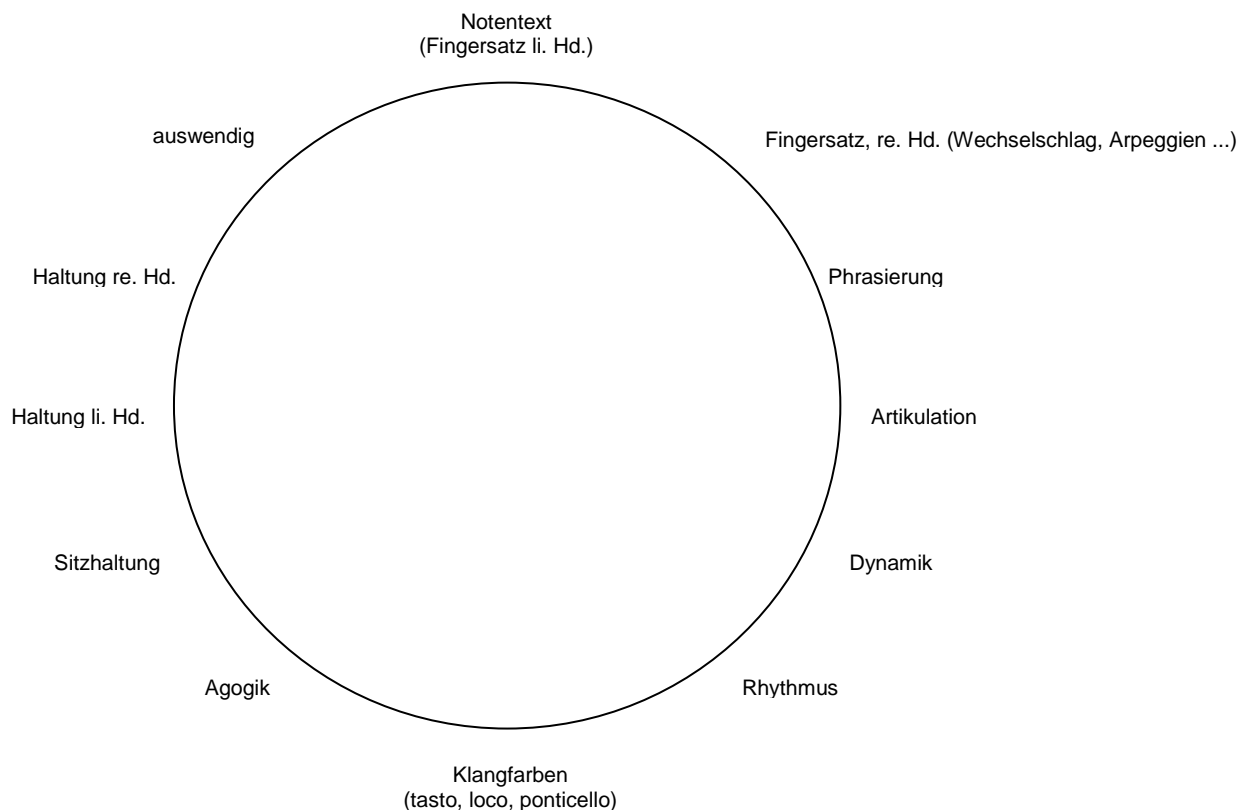 Notentext
(Fingersatz li. Hd.)
auswendig
Fingersatz, re. Hd. (Wechselschlag, Arpeggien ...)
Haltung re. Hd.
Phrasierung
Haltung li. Hd.
Artikulation
Sitzhaltung
Dynamik
Agogik
Rhythmus
Klangfarben
(tasto, loco, ponticello)